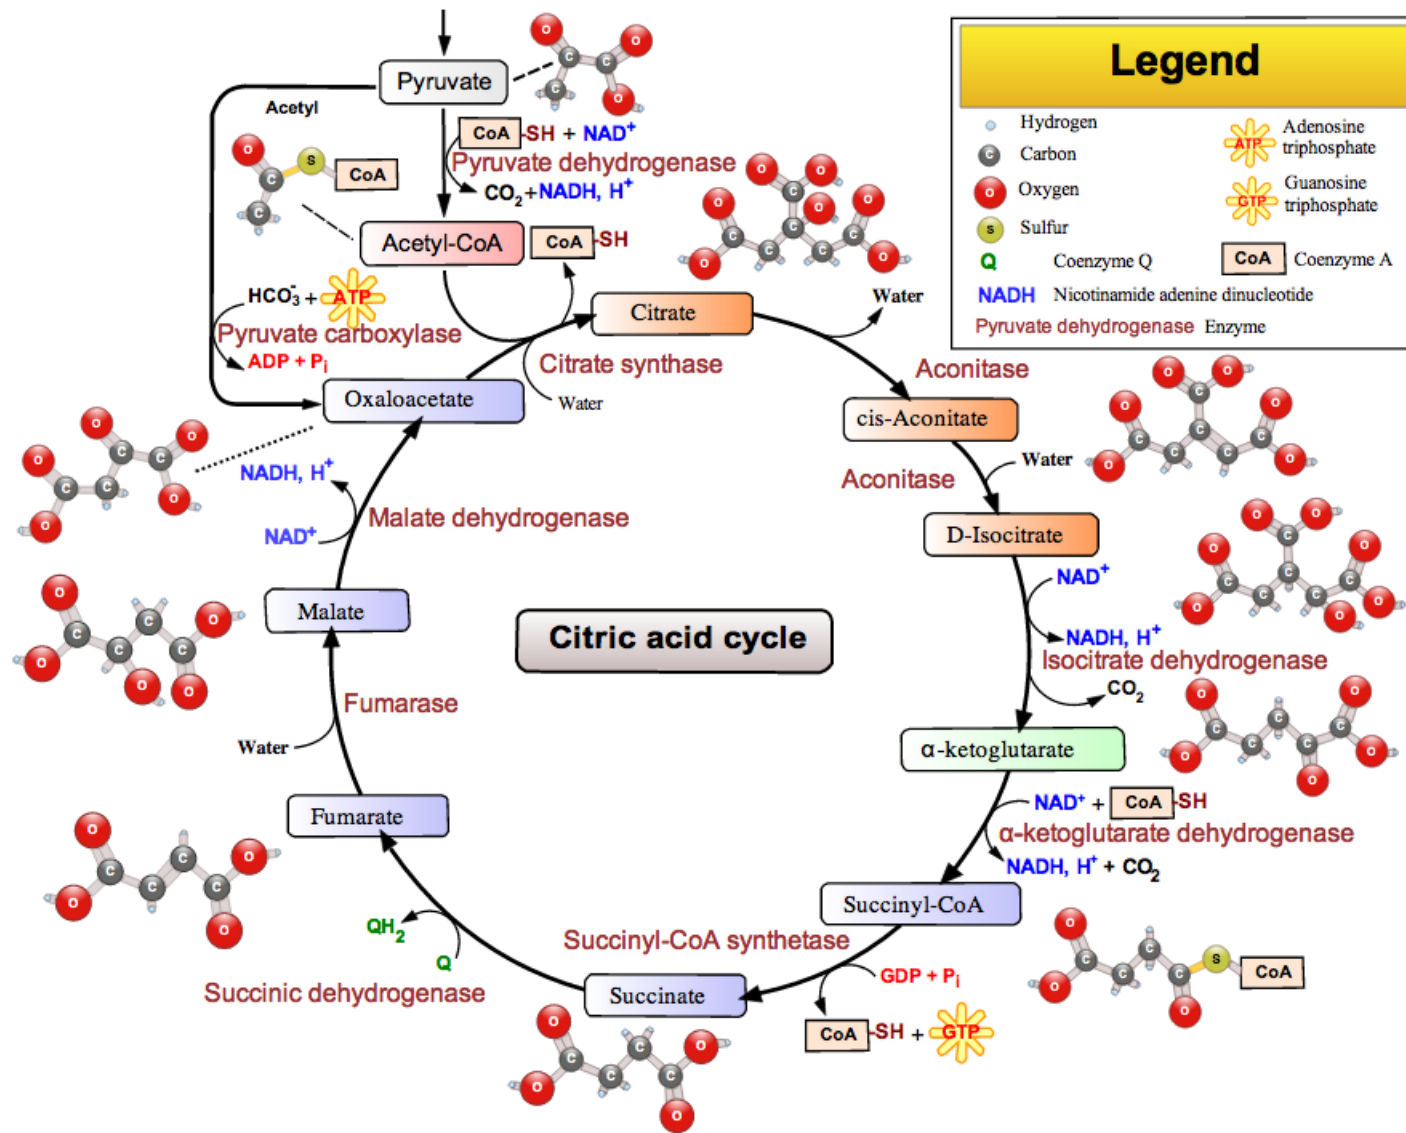 Legend
Hydrogen
Carbon
Oxygen
Sulfur
Q Coenzyme Q
NADH Nicotinamide adenine dinucleotide
Pyruvate dehydrogenase Enzyme
ATP Adenosine
triphosphate
GTP Guanosine
triphosphate
CoA Coenzyme A
Pyruvate
Acetyl
CoA-SH + NAD+
Pyruvate dehydrogenase
CO2+NADH, H+
S CoA
Acetyl-CoA
CoA-SH
HCO3- + ATP
Pyruvate carboxylase
ADP + Pi
Citrate
Water
Citrate synthase
Water
Oxaloacetate
Aconitase
cis-Aconitate
Water
Aconitase
D-Isocitrate
NAD+
NADH, H+
Isocitrate dehydrogenase
CO2
NADH, H+
NAD+
Malate dehydrogenase
Malate
Citric acid cycle
Fumarase
Water
α-ketoglutarate
NAD+ + CoA-SH
α-ketoglutarate dehydrogenase
NADH, H+ + CO2
Fumarate
Succinyl-CoA
S CoA
QH2
Q
Succinic dehydrogenase
Succinyl-CoA synthetase
GDP + Pi
CoA-SH + GTP
Succinate